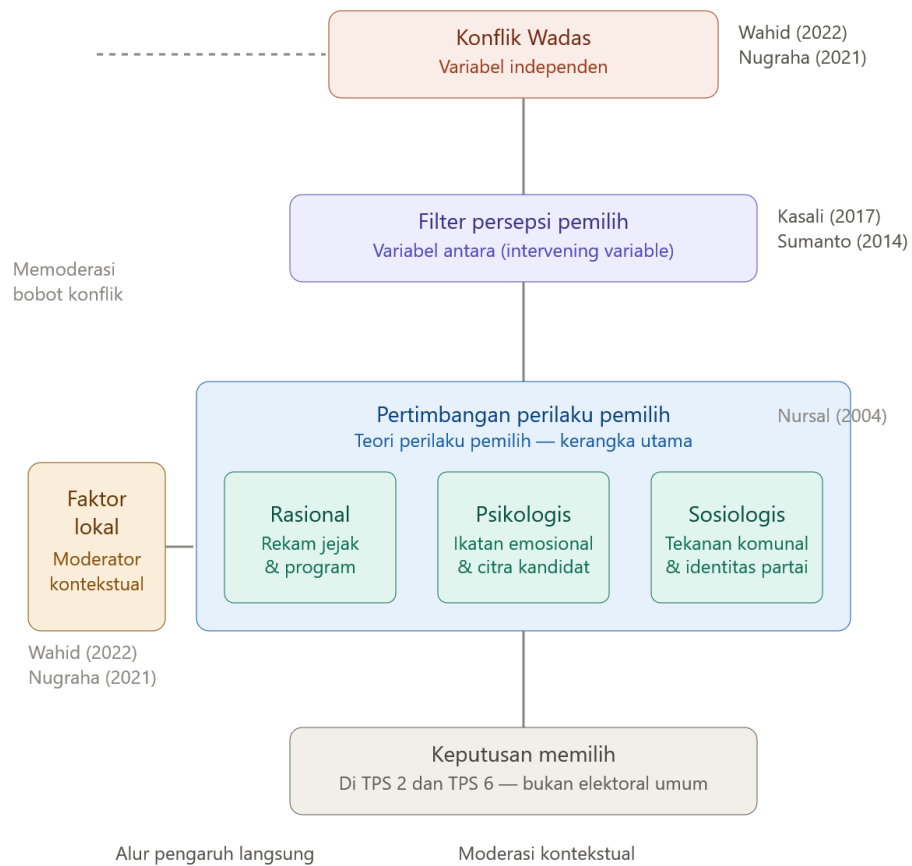 Konflik Wadas
Variabel independen
Wahid (2022)
Nugraha (2021)
Filter persepsi pemilih
Variabel antara (intervening variable)
Kasali (2017)
Sumanto (2014)
Memoderasi
bobot konflik
Pertimbangan perilaku pemilih
Teori perilaku pemilih — kerangka utama
Nursal (2004)
Faktor
lokal
Moderator
kontekstual
Rasional
Rekam jejak
& program
Psikologis
Ikatan emosional
& citra kandidat
Sosiologis
Tekanan komunal
& identitas partai
Wahid (2022)
Nugraha (2021)
Keputusan memilih
Di TPS 2 dan TPS 6 — bukan elektoral umum
Alur pengaruh langsung
Moderasi kontekstual